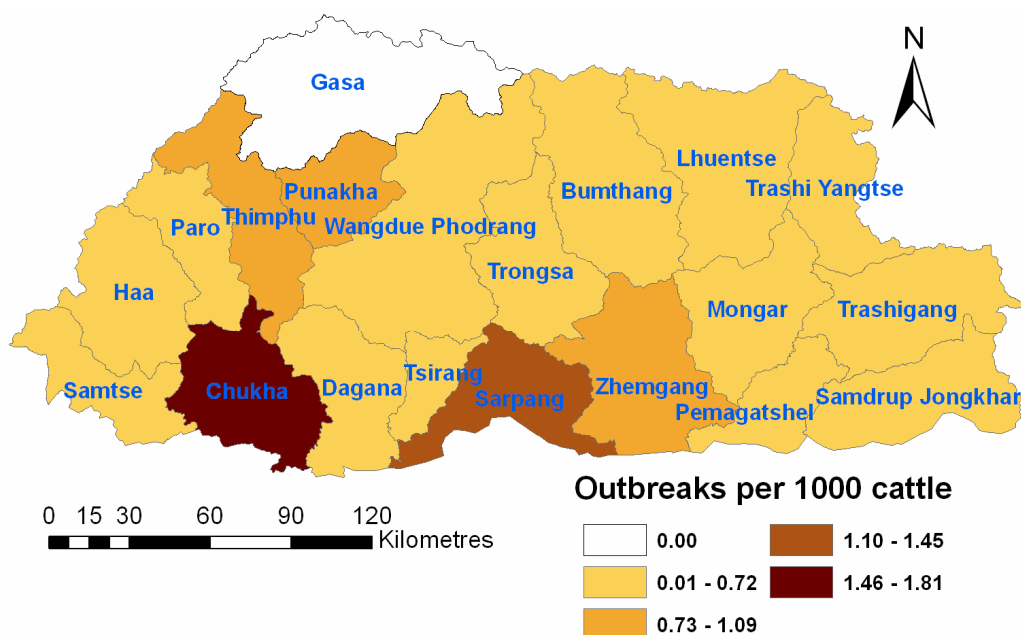 N
Gasa
Lhuentse
Punakha
Bumthang
Trashi Yangtse
Paro
Thimphu
Wangdue Phodrang
Trongsa
Haa
Mongar
Trashigang
Samtse
Chukha
Dagana
Tsirang
Sarpang
Zhemgang
Pemagatshel
Samdrup Jongkhar
Outbreaks per 1000 cattle
0 15 30 60 90 120
Kilometres
0.00
0.01 - 0.72
0.73 - 1.09
1.10 - 1.45
1.46 - 1.81